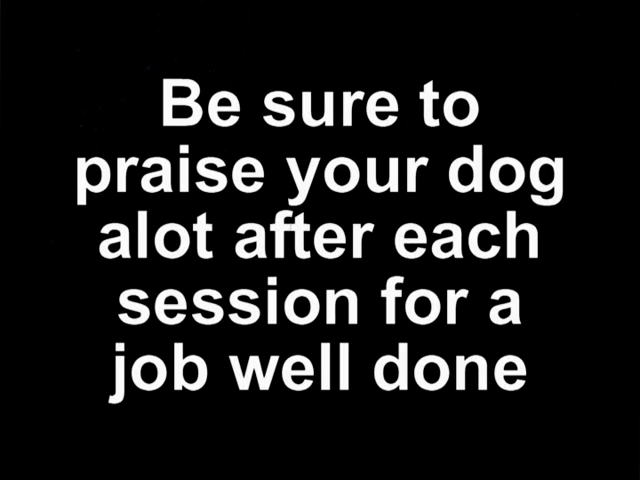 Be sure to
praise your dog
alot after each
session for a
job well done